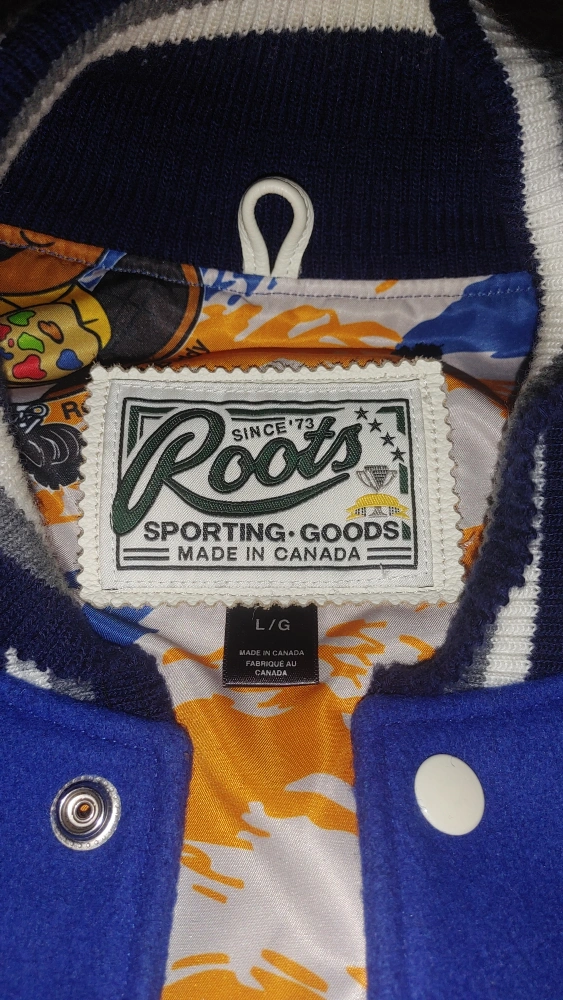 SINCE '73
Roots
SPORTING·GOODS
MADE IN CANADA
L/G
MADE IN CANADA
FABRIQUÉ AU
CANADA